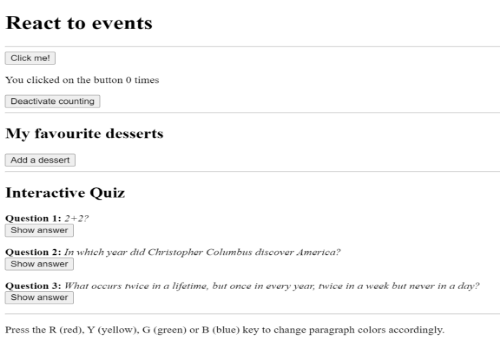 React to events
Click me!
You clicked on the button 0 times
Deactivate counting
My favourite desserts
Add a dessert
Interactive Quiz
Question 1: 2+2?
Show answer
Question 2: In which year did Christopher Columbus discover America?
Show answer
Question 3: What occurs twice in a lifetime, but once in every year, twice in a week but never in a day?
Show answer
Press the R (red), Y (yellow), G (green) or B (blue) key to change paragraph colors accordingly.